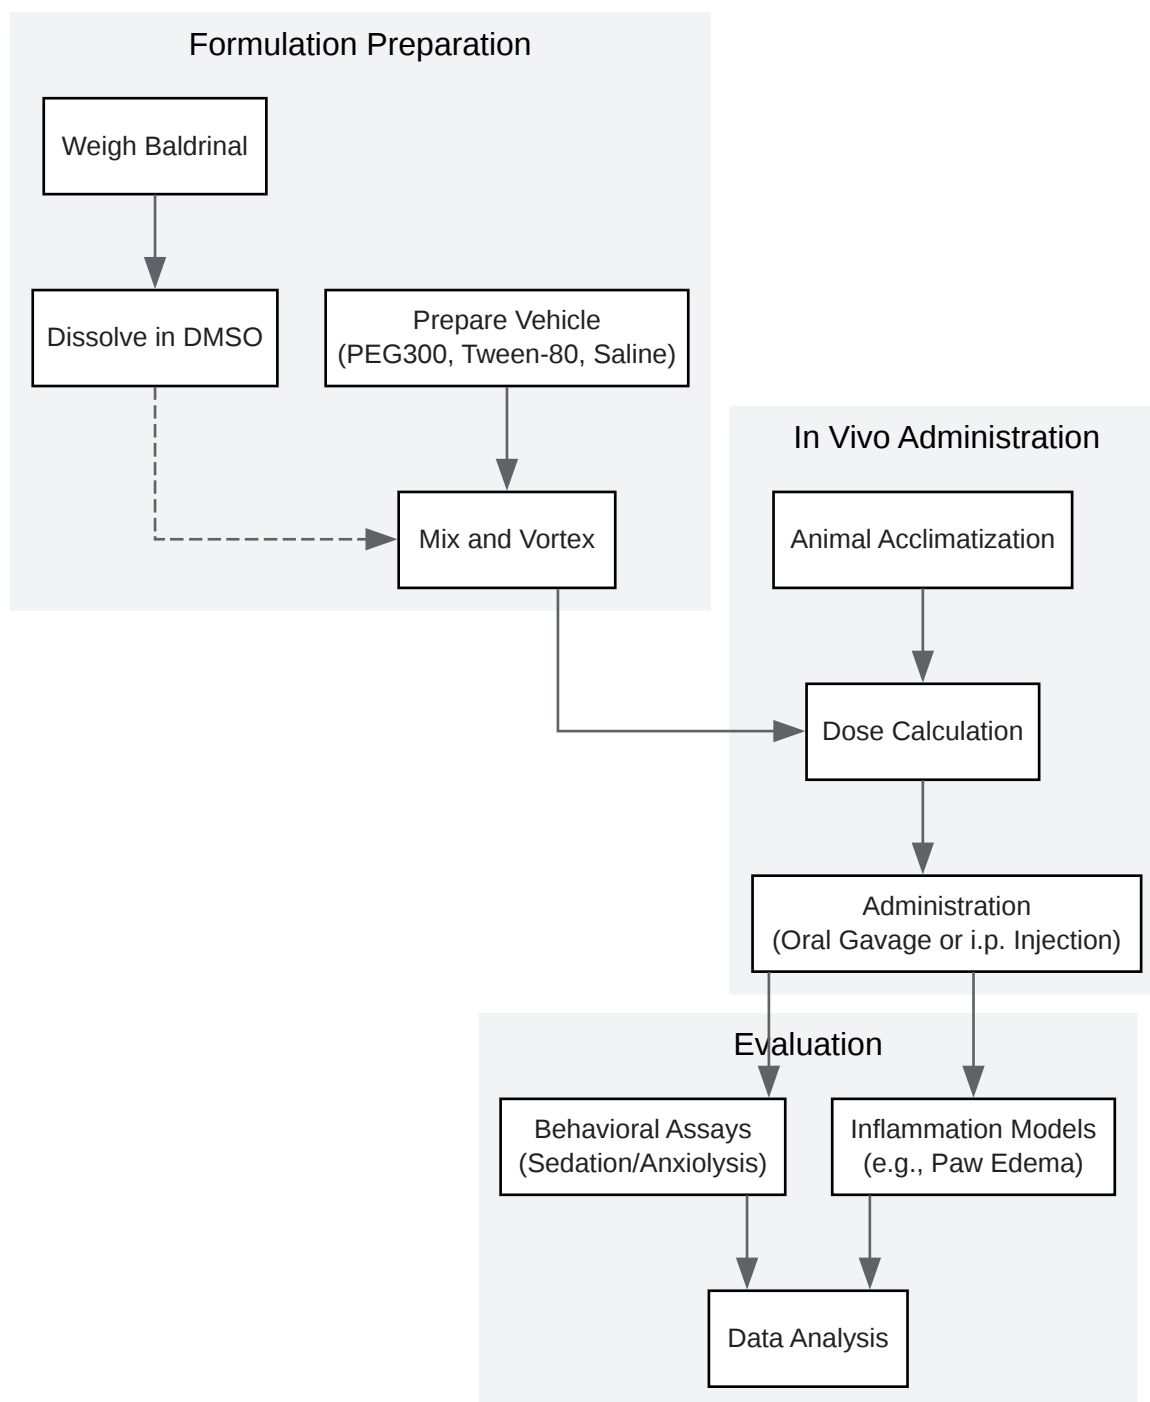 Formulation Preparation
Weigh Baldrinal
Dissolve in DMSO
Prepare Vehicle
(PEG300, Tween-80, Saline)
Mix and Vortex
In Vivo Administration
Animal Acclimatization
Dose Calculation
Administration
(Oral Gavage or i.p. Injection)
Evaluation
Behavioral Assays
(Sedation/Anxiolysis)
Inflammation Models
(e.g., Paw Edema)
Data Analysis